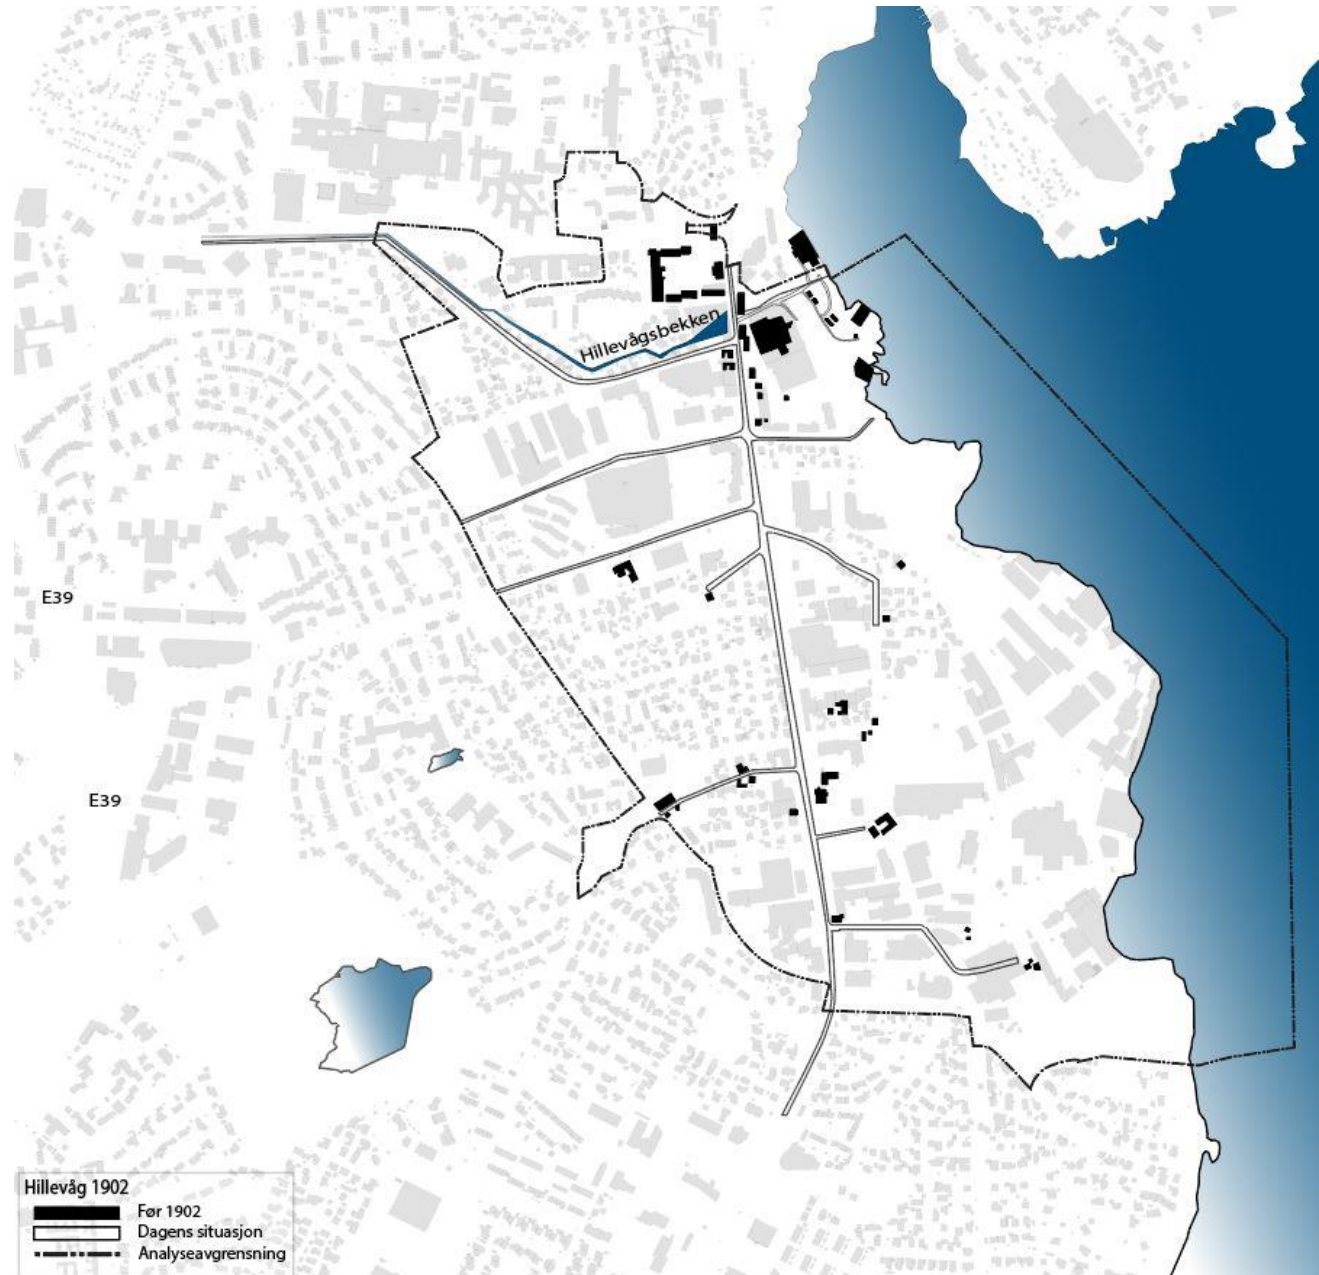 Hillevågsbekken
E39
E39
Hillevåg 1902
Før 1902
Dagens situasjon
Analyseavgrensning